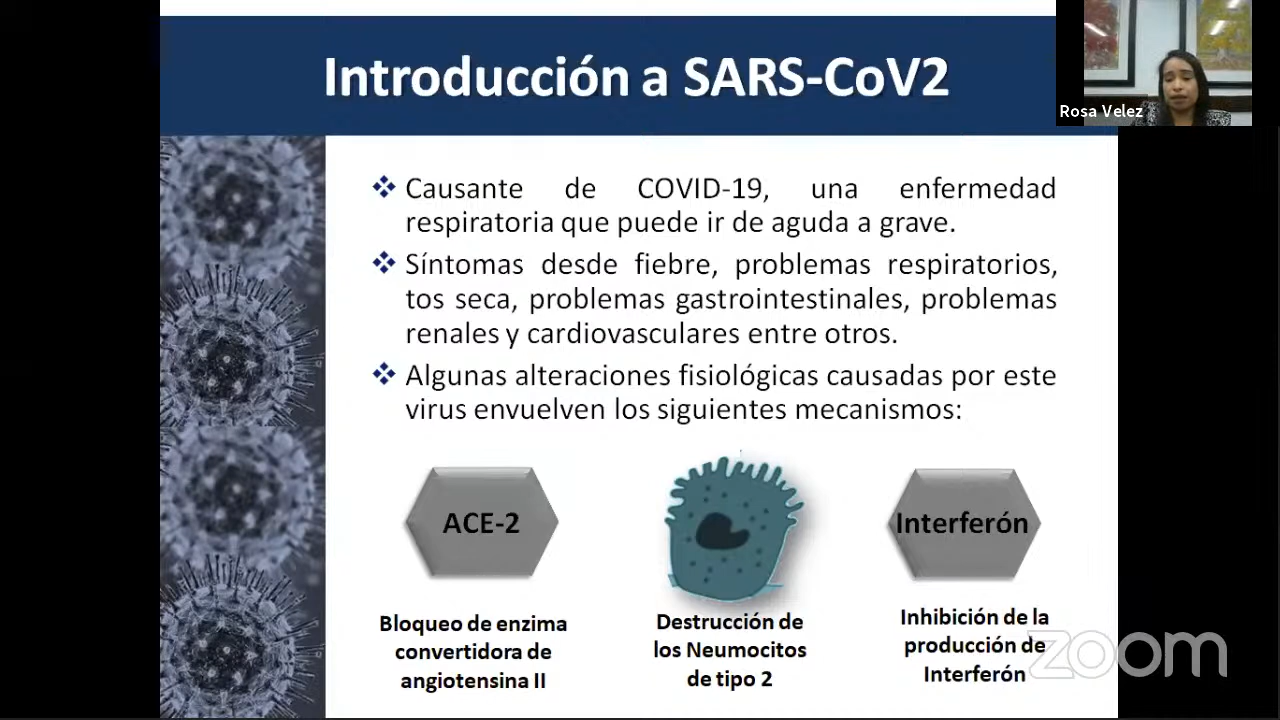 Introducción a SARS-CoV2
Rosa Velez
Causante de COVID-19, una enfermedad
respiratoria que puede ir de aguda a grave.
Síntomas desde fiebre, problemas respiratorios,
tos seca, problemas gastrointestinales, problemas
renales y cardiovasculares entre otros.
Algunas alteraciones fisiológicas causadas por este
virus envuelven los siguientes mecanismos:
ACE-2
Bloqueo de enzima
convertidora de
angiotensina II
Destrucción de
los Neumocitos
de tipo 2
Interferón
Inhibición de la
producción de
Interferón
zoom